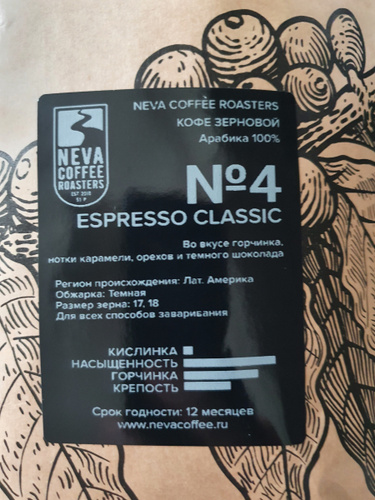 NEVA
COFFEE
ROASTERS
EST 2015
NEVA COFFEE ROASTERS
КОФЕ ЗЕРНОВОЙ
Арабика 100%
№4
ESPRESSO CLASSIC
Во вкусе горчинка,
нотки карамели, орехов и темного шоколада
Регион происхождения: Лат. Америка
Обжарка: Темная
Размер зерна: 17, 18
Для всех способов заваривания
КИСЛИНКА
НАСЫЩЕННОСТЬ
ГОРЧИНКА
КРЕПОСТЬ
Срок годности: 12 месяцев
www.nevacoffee.ru